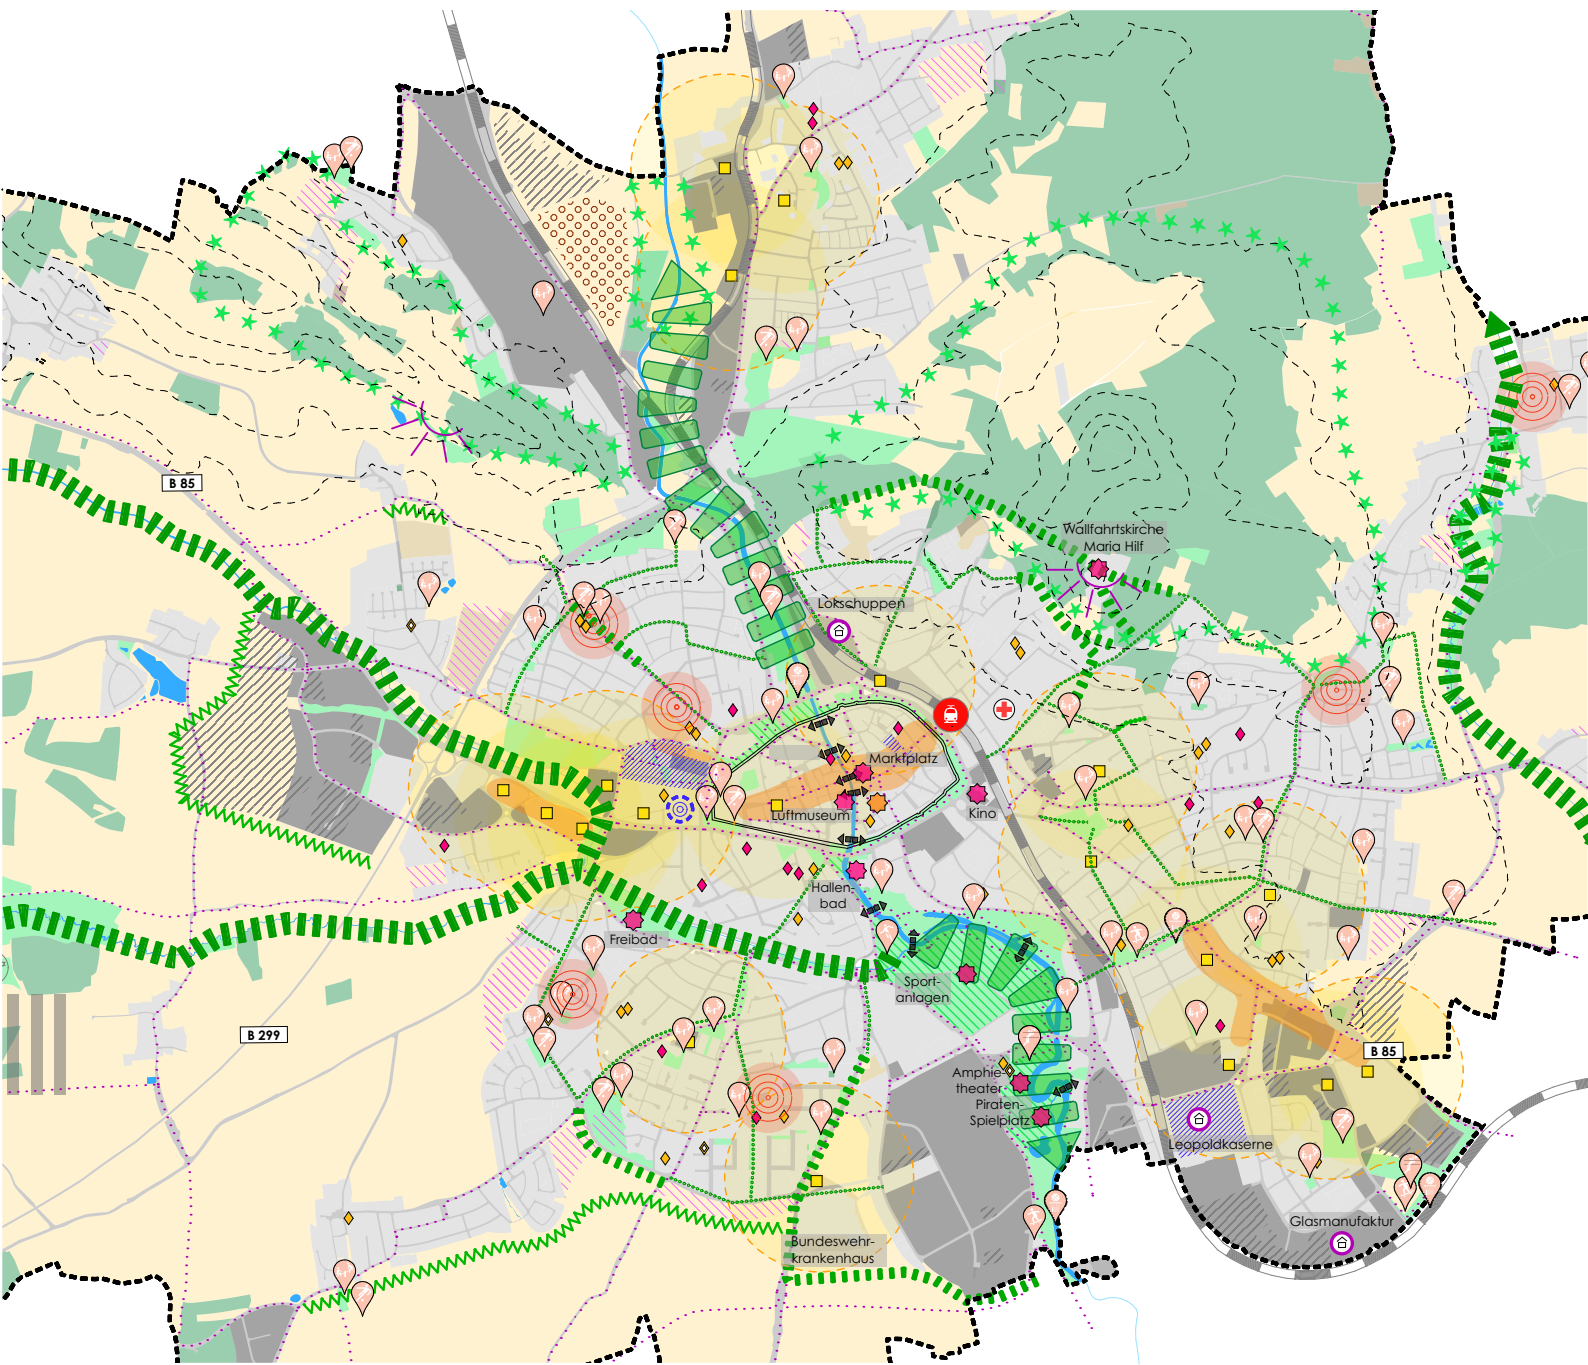 B 85
Wallfahrtskirche
Maria Hilf
Lokschuppen
Marktplatz
Luftmuseum
Kino
Hallen-
bad
Freibad
Sport-
anlagen
B 299
B 85
Amphie-
theater
Piraten-
Spielplatz
Leopoldkaserne
Glasmanufaktur
Bundeswehr-
krankenhaus